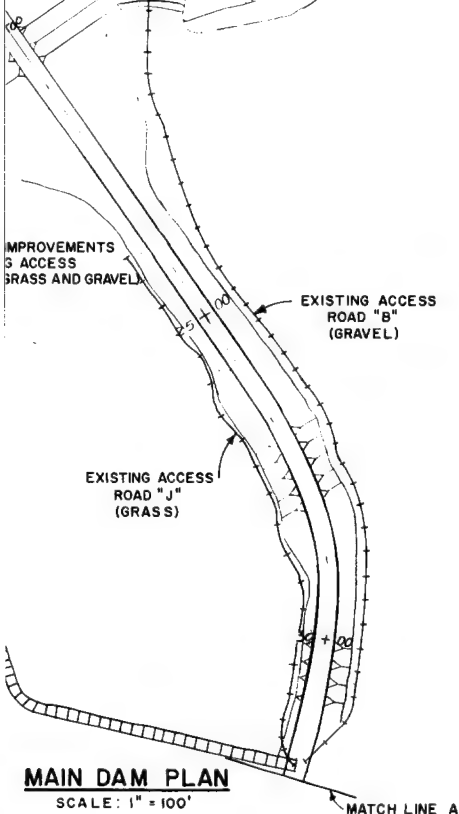 IMPROVEMENTS
G ACCESS
GRASS AND GRAVEL)
25 + 00
EXISTING ACCESS
ROAD "B"
(GRAVEL)
EXISTING ACCESS
ROAD "J"
(GRASS)
30 + 00
MAIN DAM PLAN
SCALE: 1" = 100'
MATCH LINE A